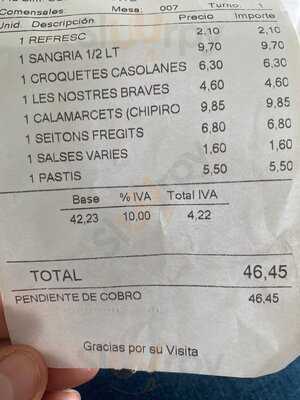 Comensales: Mesa: 007 Turno: 1
Unid. Descripción Precio Importe
1 REFRESC 2,10 2,10
1 SANGRIA 1/2 LT 9,70 9,70
1 CROQUETES CASOLANES 6,30 6,30
1 LES NOSTRES BRAVES 4,60 4,60
1 CALAMARCETS (CHIPIRO 9,85 9,85
1 SEITONS FREGITS 6,80 6,80
1 SALSES VARIES 1,60 1,60
1 PASTIS 5,50 5,50
Base % IVA Total IVA
42,23 10,00 4,22
TOTAL 46,45
PENDIENTE DE COBRO 46,45
Gracias por su Visita